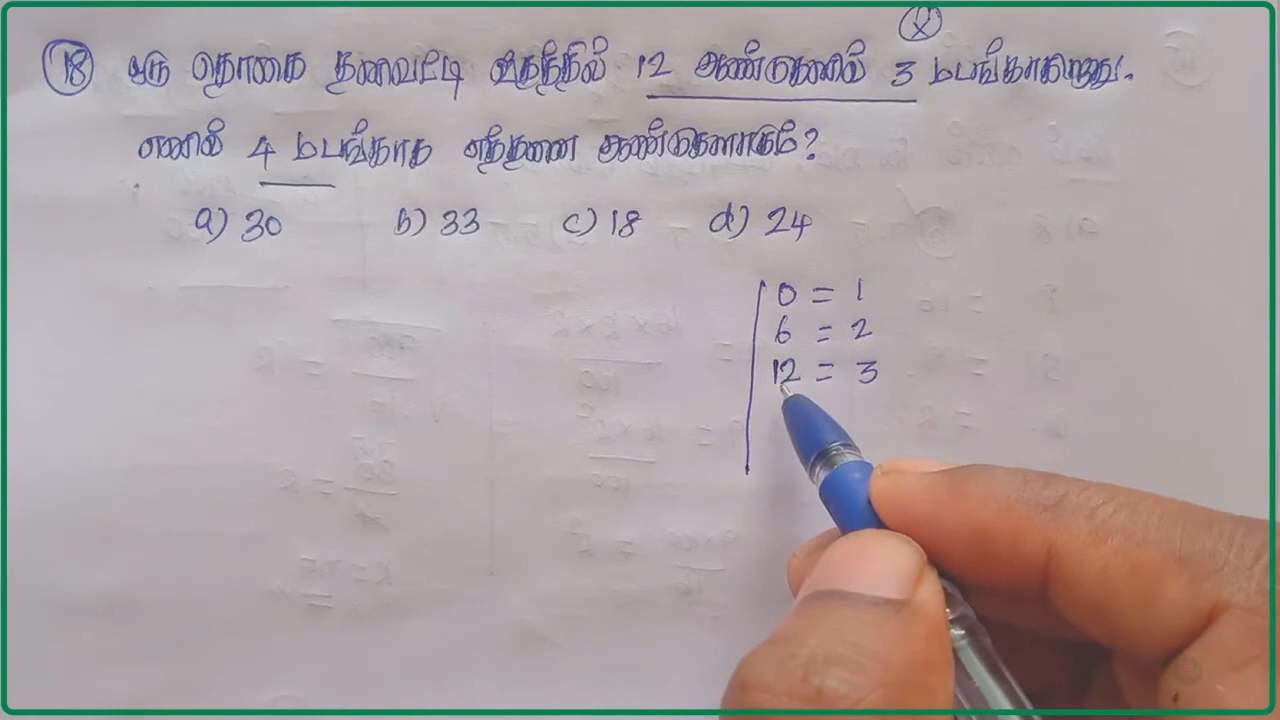 (18) ஒரு தொகை தனிவட்டி வீதத்தில் 12 ஆண்டுகளில் 3 மடங்காகிறது.
எனில் 4 மடங்காக எத்தனை ஆண்டுகளாகும்?
a) 30 b) 33 c) 18 d) 24
0 = 1
6 = 2
12 = 3